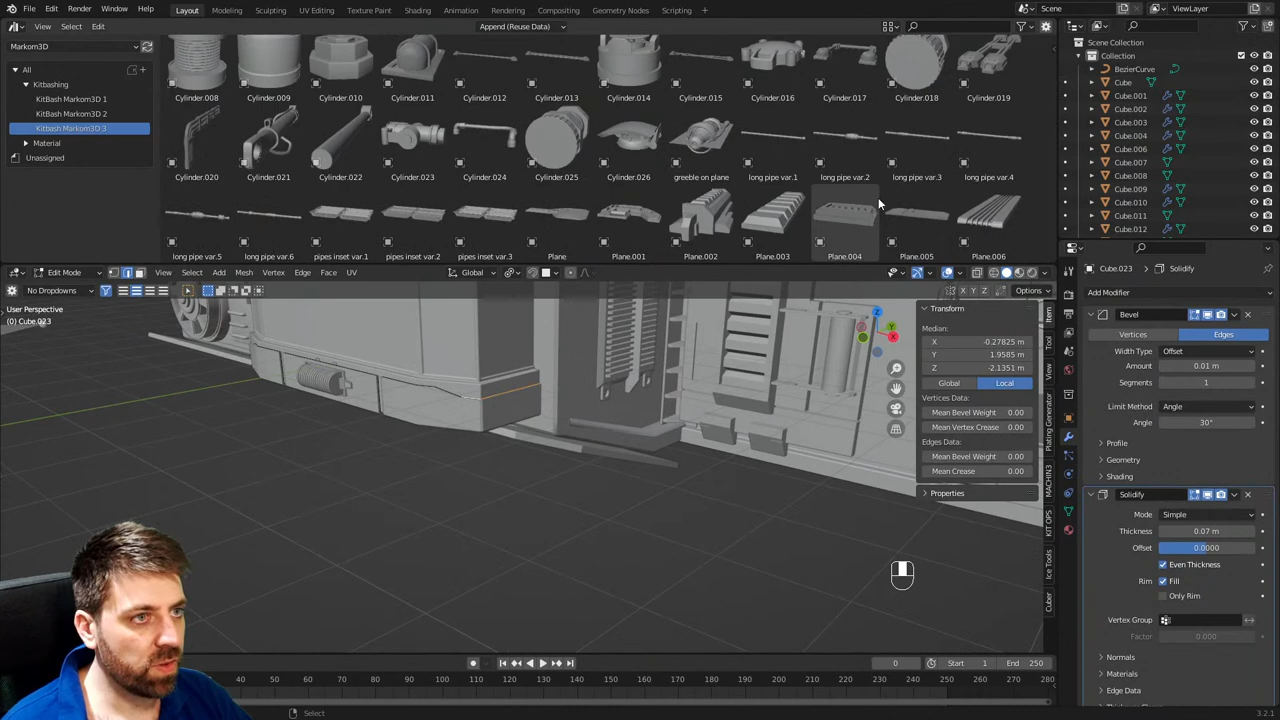 File Edit Render Window Help Layout Modeling Sculpting UV Editing Texture Paint Shading Animation Rendering Compositing Geometry Nodes Scripting + Scene ViewLayer
View Select Edit Append (Reuse Data)
Markom3D
All
Kitbashing
KitBash Markom3D 1
KitBash Markom3D 2
KitBash Markom3D 3
Material
Unassigned
Cylinder.008 Cylinder.009 Cylinder.010 Cylinder.011 Cylinder.012 Cylinder.013 Cylinder.014 Cylinder.015 Cylinder.016 Cylinder.017 Cylinder.018 Cylinder.019
Cylinder.020 Cylinder.021 Cylinder.022 Cylinder.023 Cylinder.024 Cylinder.025 Cylinder.026 greeble on plane long pipe var.1 long pipe var.2 long pipe var.3 long pipe var.4
long pipe var.5 long pipe var.6 pipes inset var.1 pipes inset var.2 pipes inset var.3 Plane Plane.001 Plane.002 Plane.003 Plane.004 Plane.005 Plane.006
Scene Collection
Collection
BezierCurve
Cube
Cube.001
Cube.002
Cube.003
Cube.004
Cube.006
Cube.007
Cube.008
Cube.009
Cube.010
Cube.011
Cube.012
Edit Mode View Select Add Mesh Vertex Edge Face UV Global
No Dropdowns X Y Z Options
User Perspective
(0) Cube.023
Z
Y
X
Transform
Median:
X -0.27825 m
Y 1.9585 m
Z -2.1351 m
Global Local
Vertices Data:
Mean Bevel Weight 0.00
Mean Vertex Crease 0.00
Edges Data:
Mean Bevel Weight 0.00
Mean Crease 0.00
Properties
Item
Tool
View
Plating Generator
MACHIN3
KIT OPS
Ice Tools
Cuber
Cube.023 Solidify
Add Modifier
Bevel
Vertices Edges
Width Type Offset
Amount 0.01 m
Segments 1
Limit Method Angle
Angle 30°
Profile
Geometry
Shading
Solidify
Mode Simple
Thickness 0.07 m
Offset 0.0000
Even Thickness
Rim Fill
Only Rim
Vertex Group
Factor 0.000
Normals
Materials
Edge Data
0 Start 1 End 250
40 50 60 70 80 90 100 110 120 130 140 150 160 170 180 190 200 210 220 230 240 250 260 270 280
Select 3.2.1